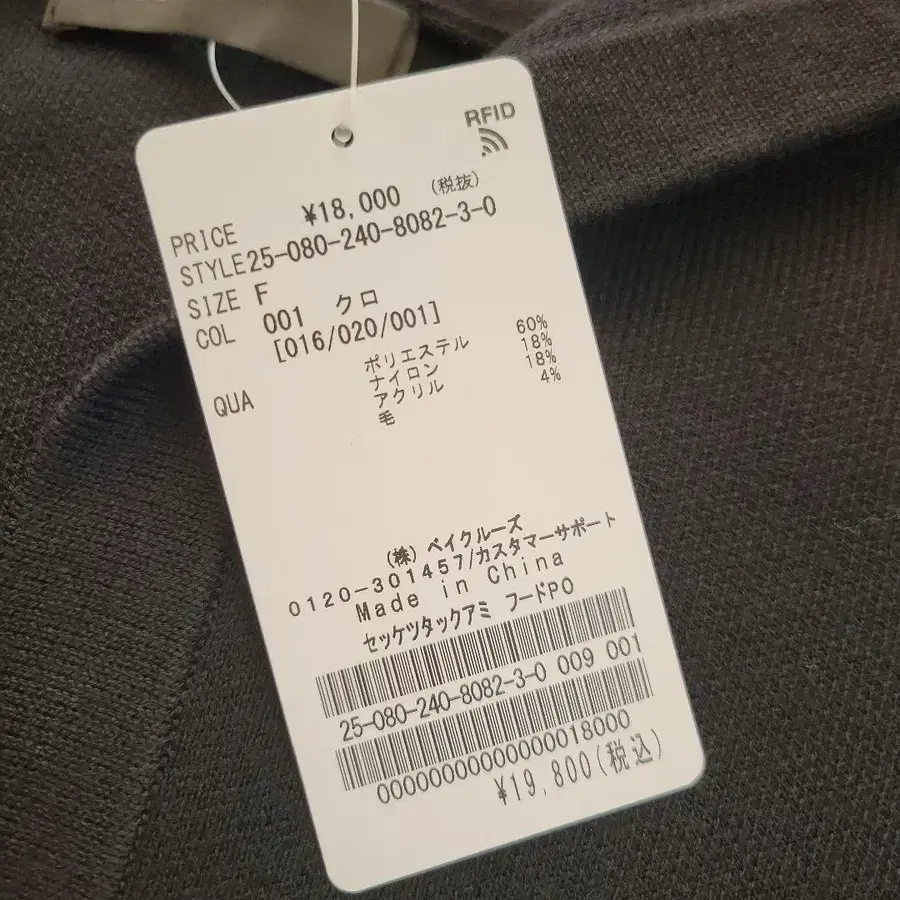 RFID
PRICE ¥18,000 (税抜)
STYLE 25-080-240-8082-3-0
SIZE F
COL 001 クロ
[016/020/001]
QUA ポリエステル 60%
ナイロン 18%
アクリル 18%
毛 4%
(株) ベイクルーズ
0120-301457/カスタマーサポート
Made in China
セッケツタックアミ フードPO
25-080-240-8082-3-0 009 001
0000000000000018000
¥19,800(税込)